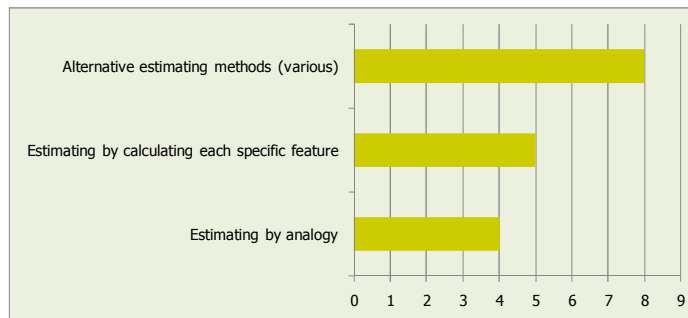 Alternative estimating methods (various)
Estimating by calculating each specific feature
Estimating by analogy
0 1 2 3 4 5 6 7 8 9